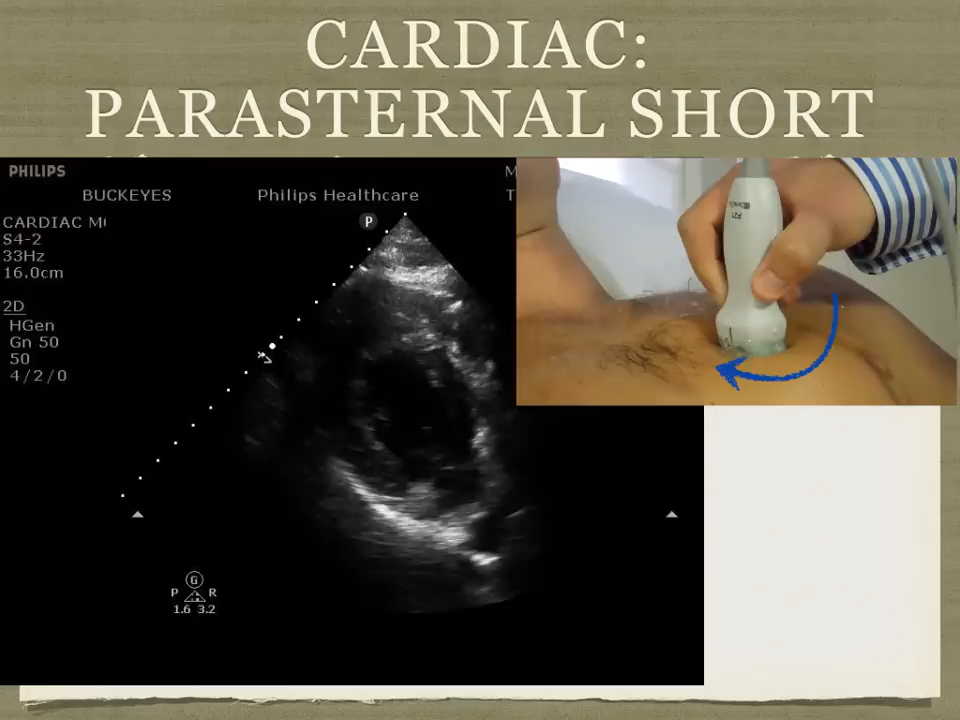 CARDIAC:
PARASTERNAL SHORT
PHILIPS
M
BUCKEYES
Philips Healthcare
T
P
CARDIAC M
S4-2
33Hz
16.0cm
2D
HGen
Gn 50
50
4/2/0
V
G
P R
1.6 3.2
P21